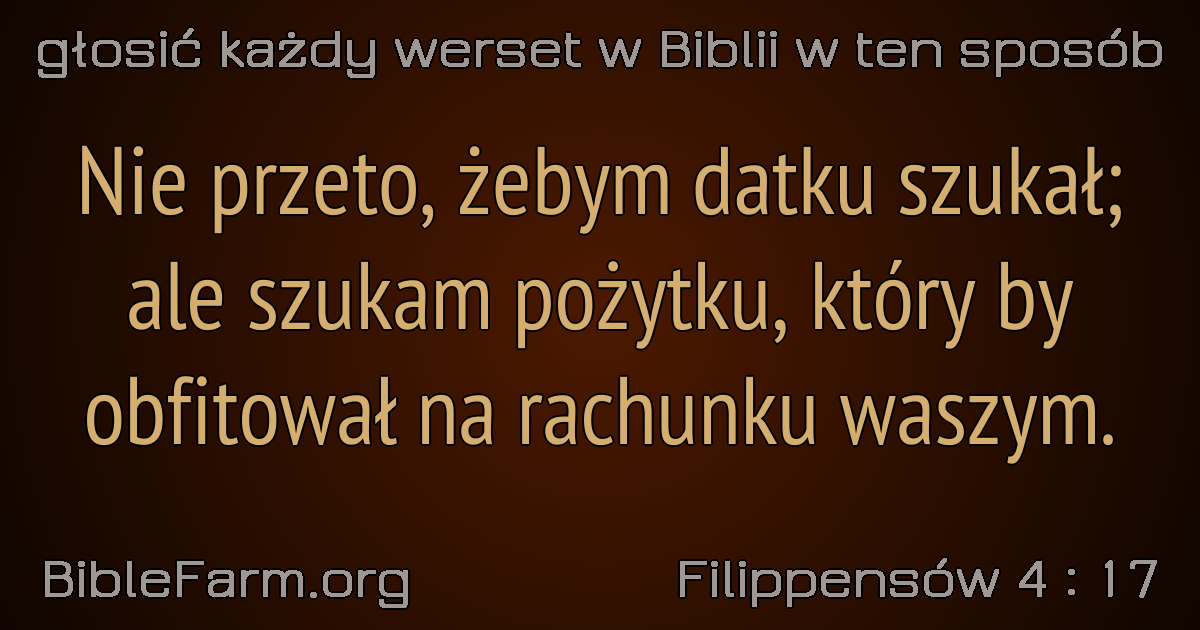 głosić każdy werset w Biblii w ten sposób
Nie przeto, żebym datku szukał;
ale szukam pożytku, który by
obfitował na rachunku waszym.
BibleFarm.org
Filippensów 4 : 17